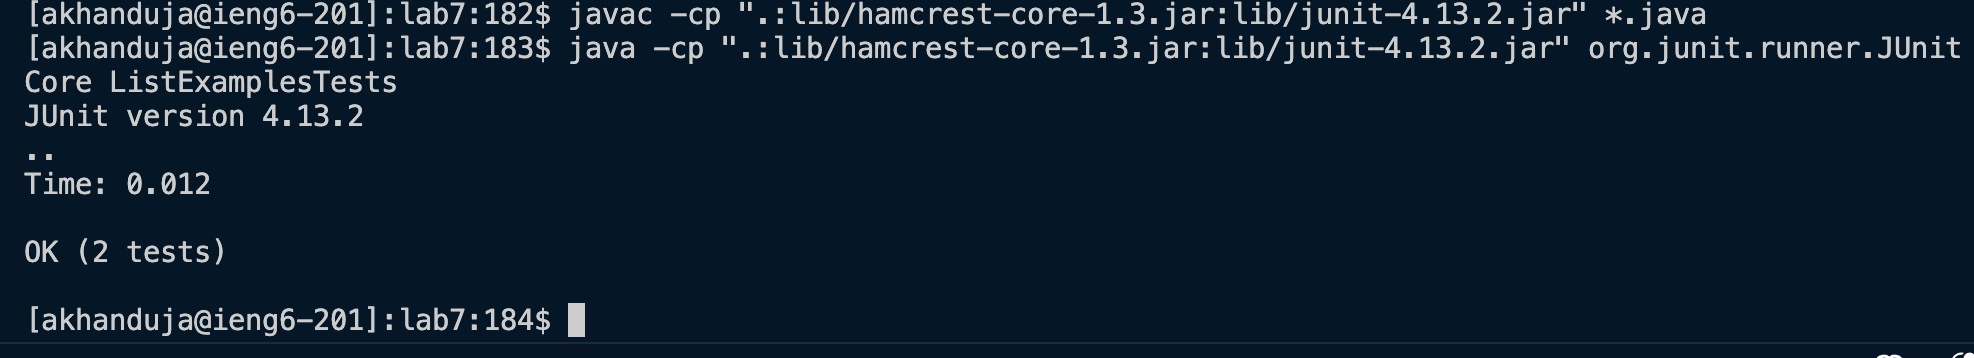 [akhanduja@ieng6-201]:lab7:182$ javac -cp ".:lib/hamcrest-core-1.3.jar:lib/junit-4.13.2.jar" *.java
[akhanduja@ieng6-201]:lab7:183$ java -cp ".:lib/hamcrest-core-1.3.jar:lib/junit-4.13.2.jar" org.junit.runner.JUnit
Core ListExamplesTests
JUnit version 4.13.2
..
Time: 0.012
OK (2 tests)
[akhanduja@ieng6-201]:lab7:184$